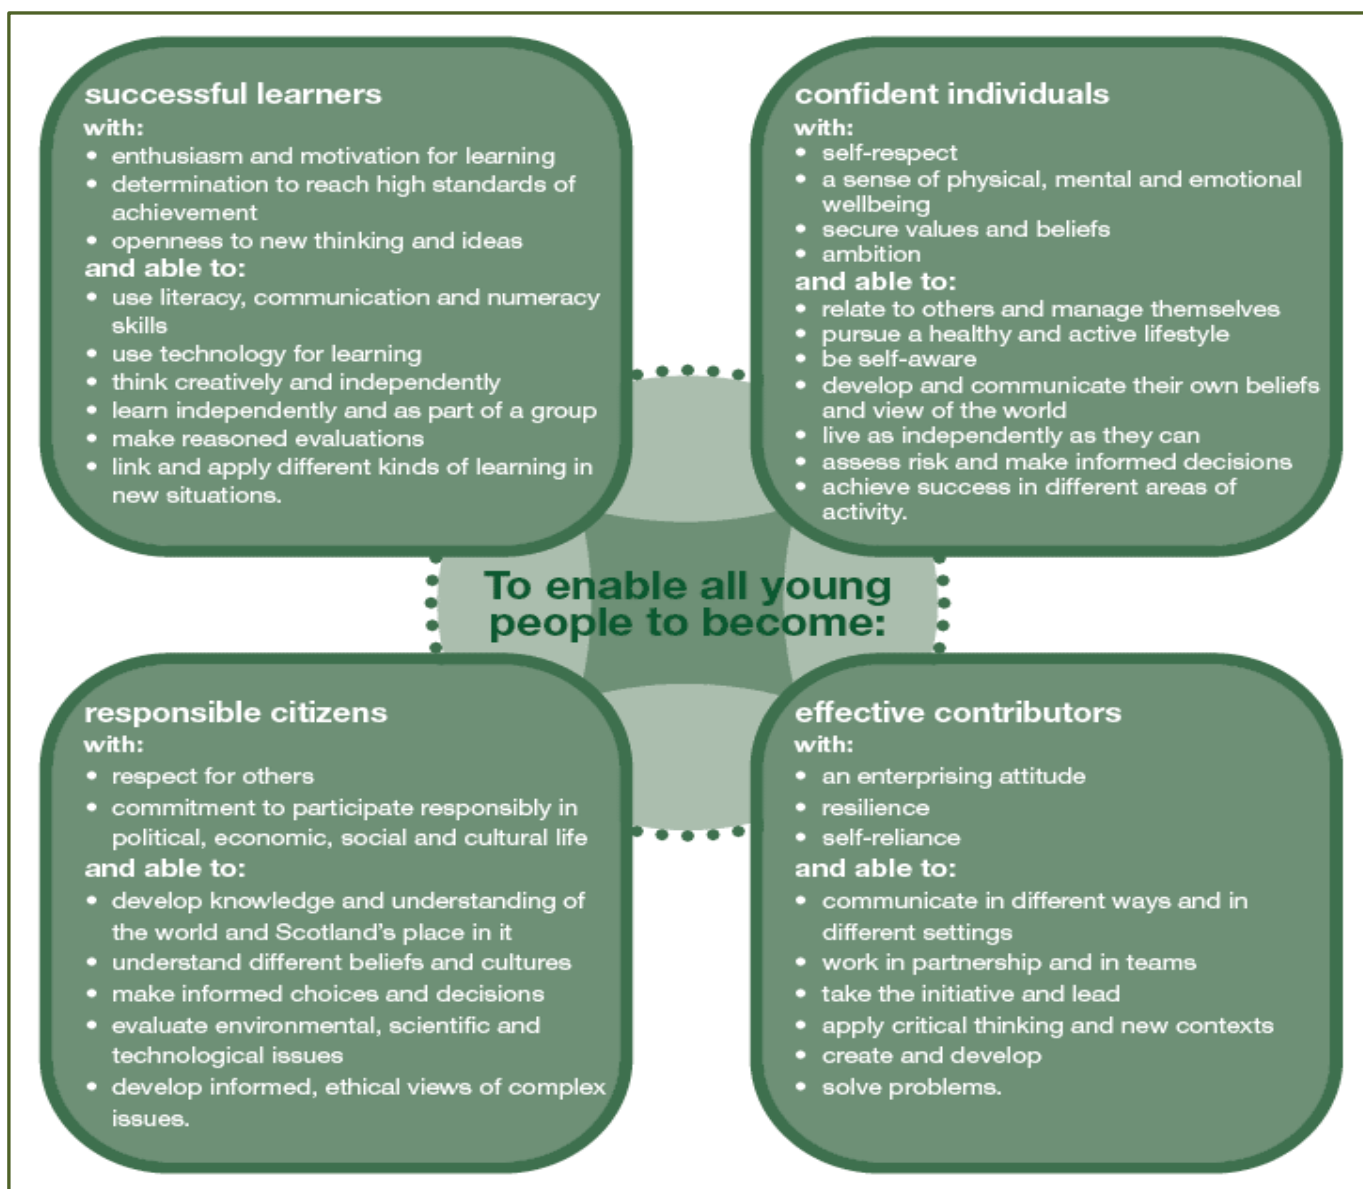 successful learners
with:
• enthusiasm and motivation for learning
• determination to reach high standards of
achievement
• openness to new thinking and ideas
and able to:
• use literacy, communication and numeracy
skills
• use technology for learning
• think creatively and independently
• learn independently and as part of a group
• make reasoned evaluations
• link and apply different kinds of learning in
new situations.
confident individuals
with:
• self-respect
• a sense of physical, mental and emotional
wellbeing
• secure values and beliefs
• ambition
and able to:
• relate to others and manage themselves
• pursue a healthy and active lifestyle
• be self-aware
• develop and communicate their own beliefs
and view of the world
• live as independently as they can
• assess risk and make informed decisions
• achieve success in different areas of
activity.
To enable all young
people to become:
responsible citizens
with:
• respect for others
• commitment to participate responsibly in
political, economic, social and cultural life
and able to:
• develop knowledge and understanding of
the world and Scotland’s place in it
• understand different beliefs and cultures
• make informed choices and decisions
• evaluate environmental, scientific and
technological issues
• develop informed, ethical views of complex
issues.
effective contributors
with:
• an enterprising attitude
• resilience
• self-reliance
and able to:
• communicate in different ways and in
different settings
• work in partnership and in teams
• take the initiative and lead
• apply critical thinking and new contexts
• create and develop
• solve problems.